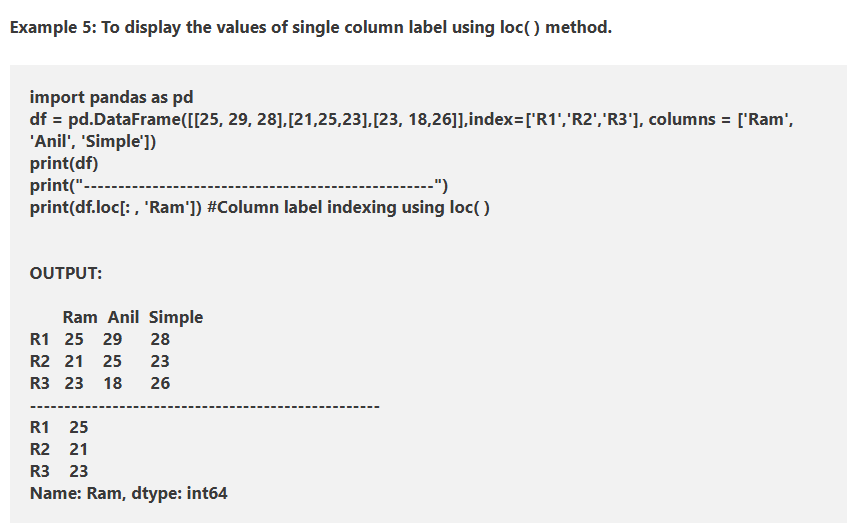 Example 5: To display the values of single column label using loc( ) method.
import pandas as pd
df = pd.DataFrame([[25, 29, 28],[21,25,23],[23, 18,26]],index=['R1','R2','R3'], columns = ['Ram',
'Anil', 'Simple'])
print(df)
print("---------------------------------------------------")
print(df.loc[: , 'Ram']) #Column label indexing using loc( )
OUTPUT:
Ram Anil Simple
R1 25 29 28
R2 21 25 23
R3 23 18 26
---------------------------------------------------
R1 25
R2 21
R3 23
Name: Ram, dtype: int64